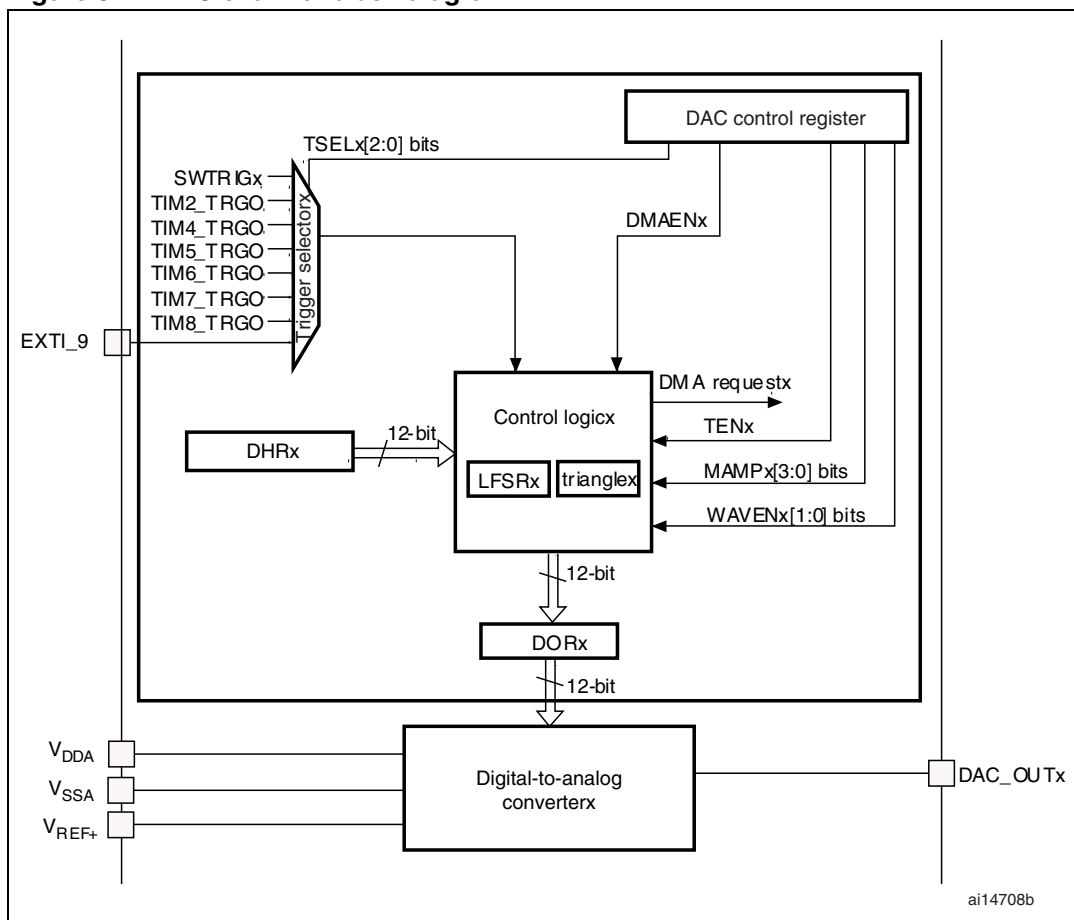 DAC control register
TSELx[2:0] bits
SWTRIGx
TIM2_TRGO
TIM4_TRGO
TIM5_TRGO
TIM6_TRGO
TIM7_TRGO
TIM8_TRGO
EXTI_9
Trigger selectorx
DMAENx
DMA requestx
Control logicx
TENx
12-bit
DHRx
LFSRx
trianglex
MAMPx[3:0] bits
WAVENx[1:0] bits
12-bit
DORx
12-bit
VDDA
VSSA
VREF+
Digital-to-analog
converterx
DAC_OUTx
ai14708b